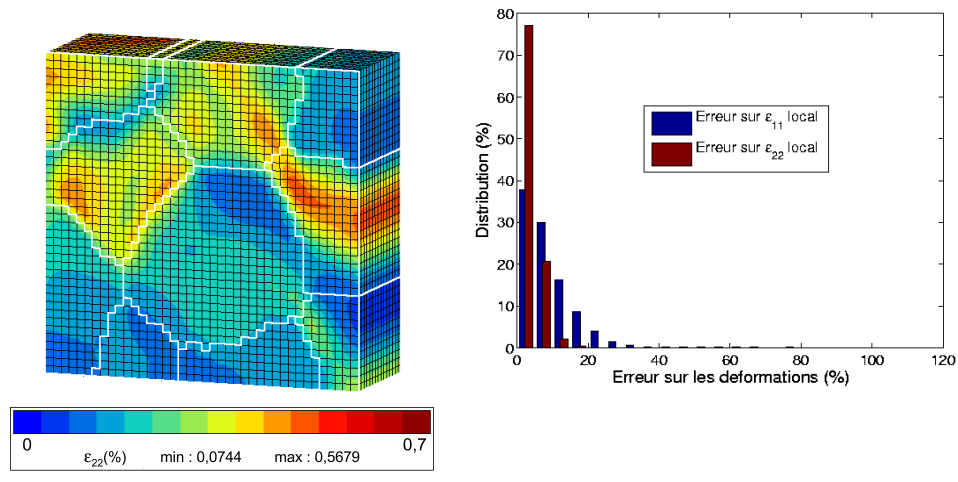 0
0,7
ε22(%) min : 0,0744 max : 0,5679
80
70
60
50
40
30
20
10
0
Distribution (%)
Erreur sur ε11 local
Erreur sur ε22 local
0 20 40 60 80 100 120
Erreur sur les deformations (%)